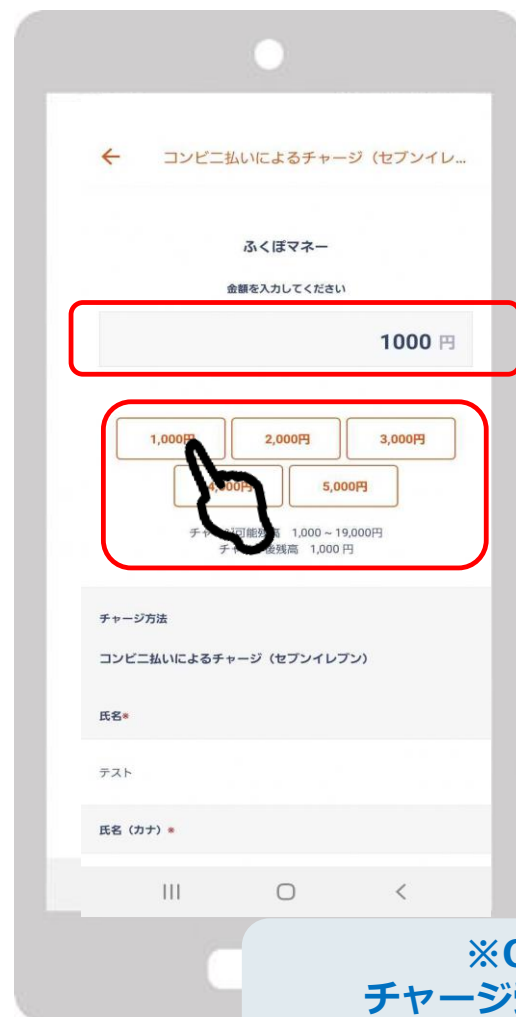 ← コンビニ払いによるチャージ（セブンイレ...
ふくぽマネー
金額を入力してください
1000 円
1,000円 2,000円 3,000円
5,000円
1,000 ~ 19,000円
後残高 1,000 円
チャージ方法
コンビニ払いによるチャージ（セブンイレブン）
氏名*
テスト
氏名（カナ）*
※
チャージ